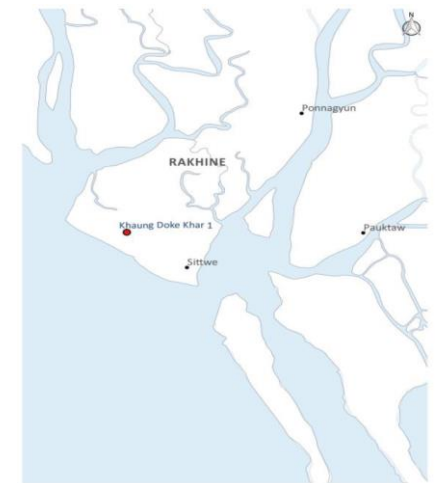 N
Ponnagyun
RAKHINE
Khaung Doke Khar 1
Pauktaw
Sittwe